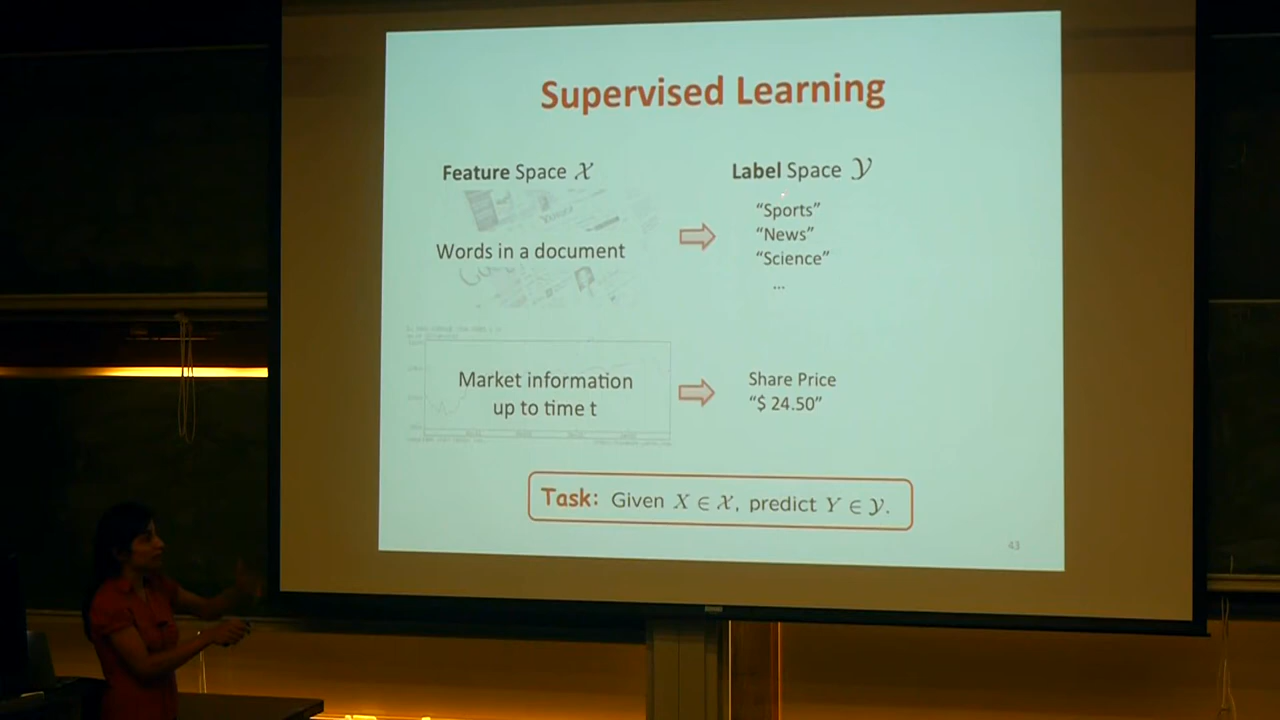 Supervised Learning
Feature Space 𝒳
Label Space 𝒴
Words in a document
“Sports”
“News”
“Science”
...
Market information
up to time t
Share Price
“$ 24.50”
Task: Given X ∈ 𝒳, predict Y ∈ 𝒴.
43